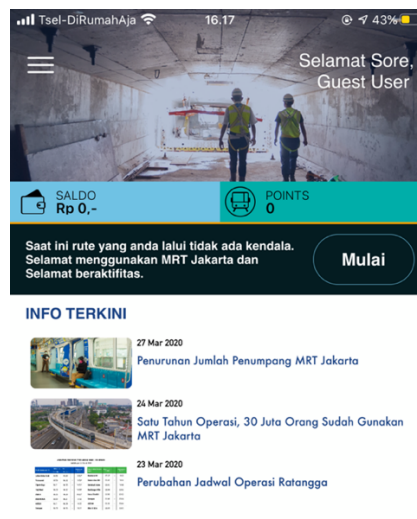 Tsel-DiRumahAja 16.17 43%
Selamat Sore,
Guest User
SALDO
Rp 0,-
POINTS
0
Saat ini rute yang anda lalui tidak ada kendala.
Selamat menggunakan MRT Jakarta dan
Selamat beraktifitas.
Mulai
INFO TERKINI
27 Mar 2020
Penurunan Jumlah Penumpang MRT Jakarta
24 Mar 2020
Satu Tahun Operasi, 30 Juta Orang Sudah Gunakan
MRT Jakarta
23 Mar 2020
Perubahan Jadwal Operasi Ratangga